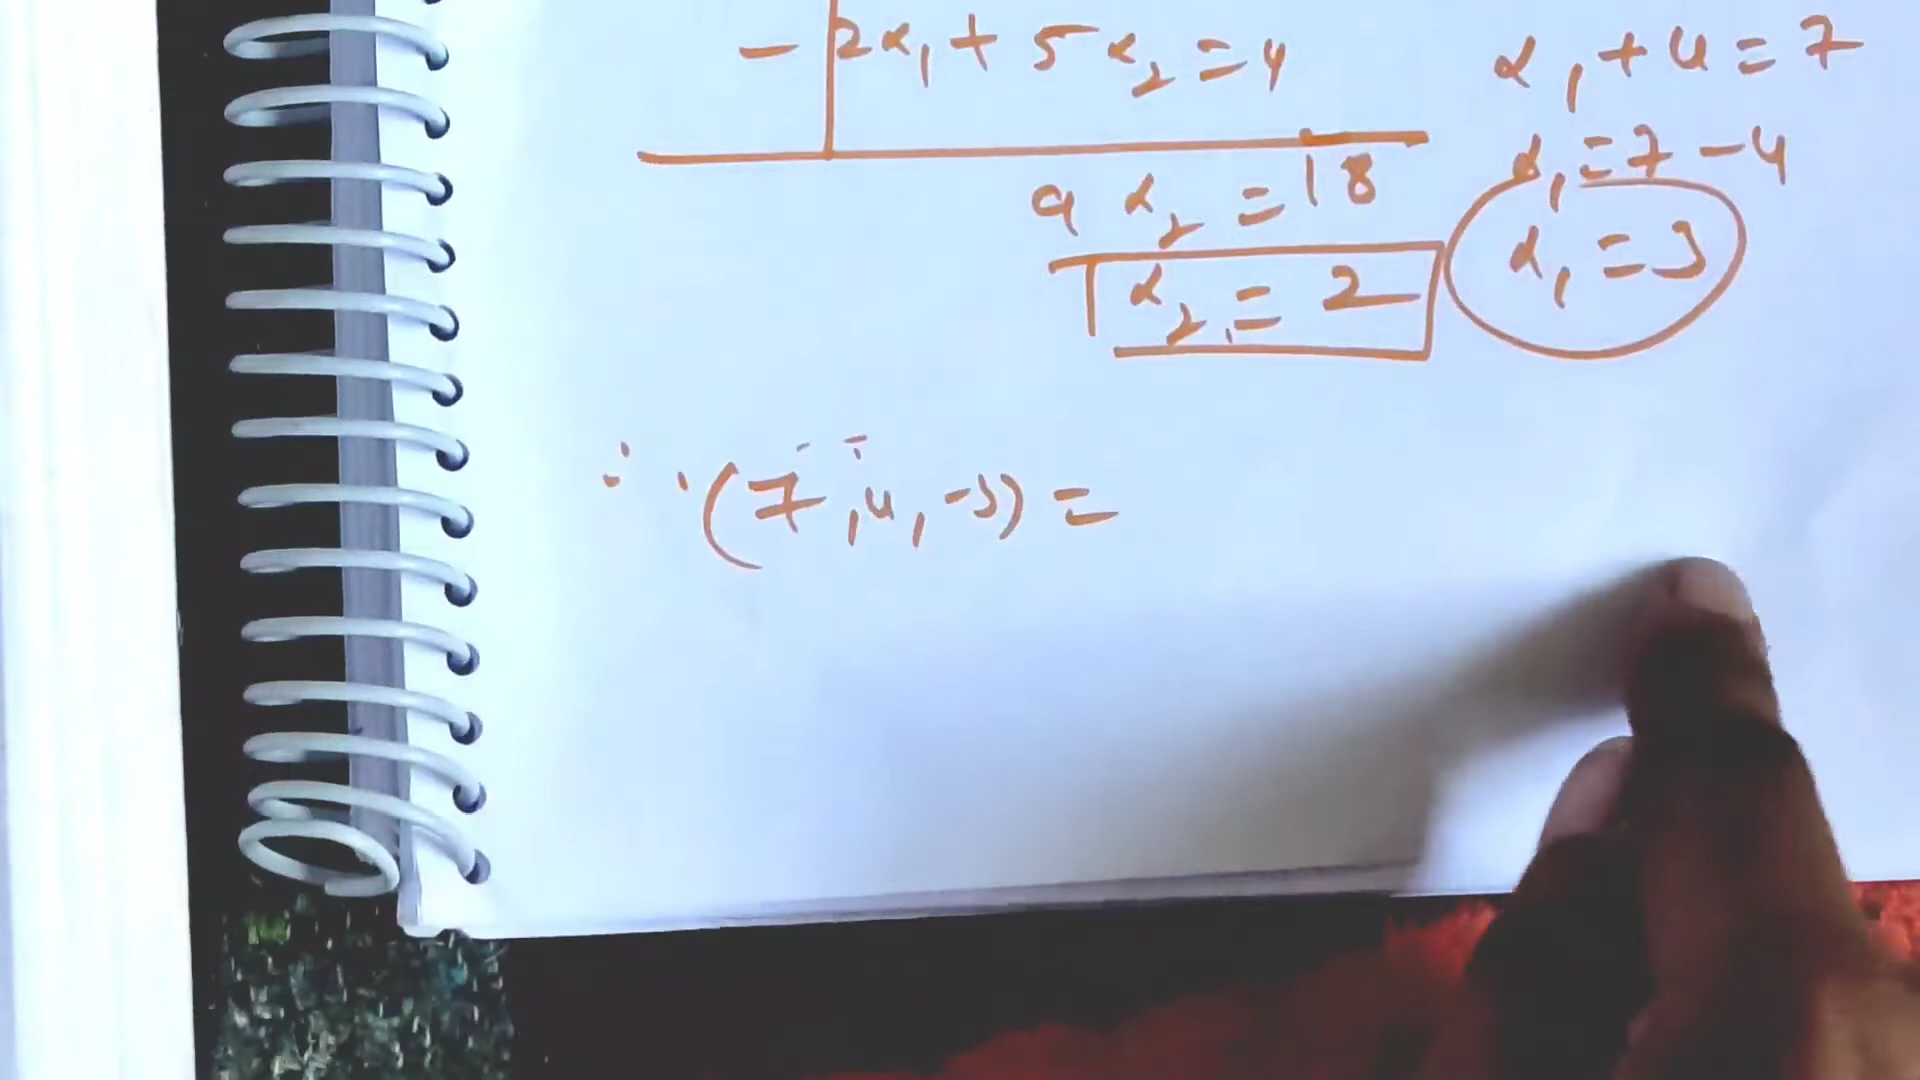 - 2α₁ + 5α₂ = 4
9α₂ = 18
α₂ = 2
α₁ + 4 = 7
α₁ = 7 - 4
α₁ = 3
∴ (7, 4, -3) =